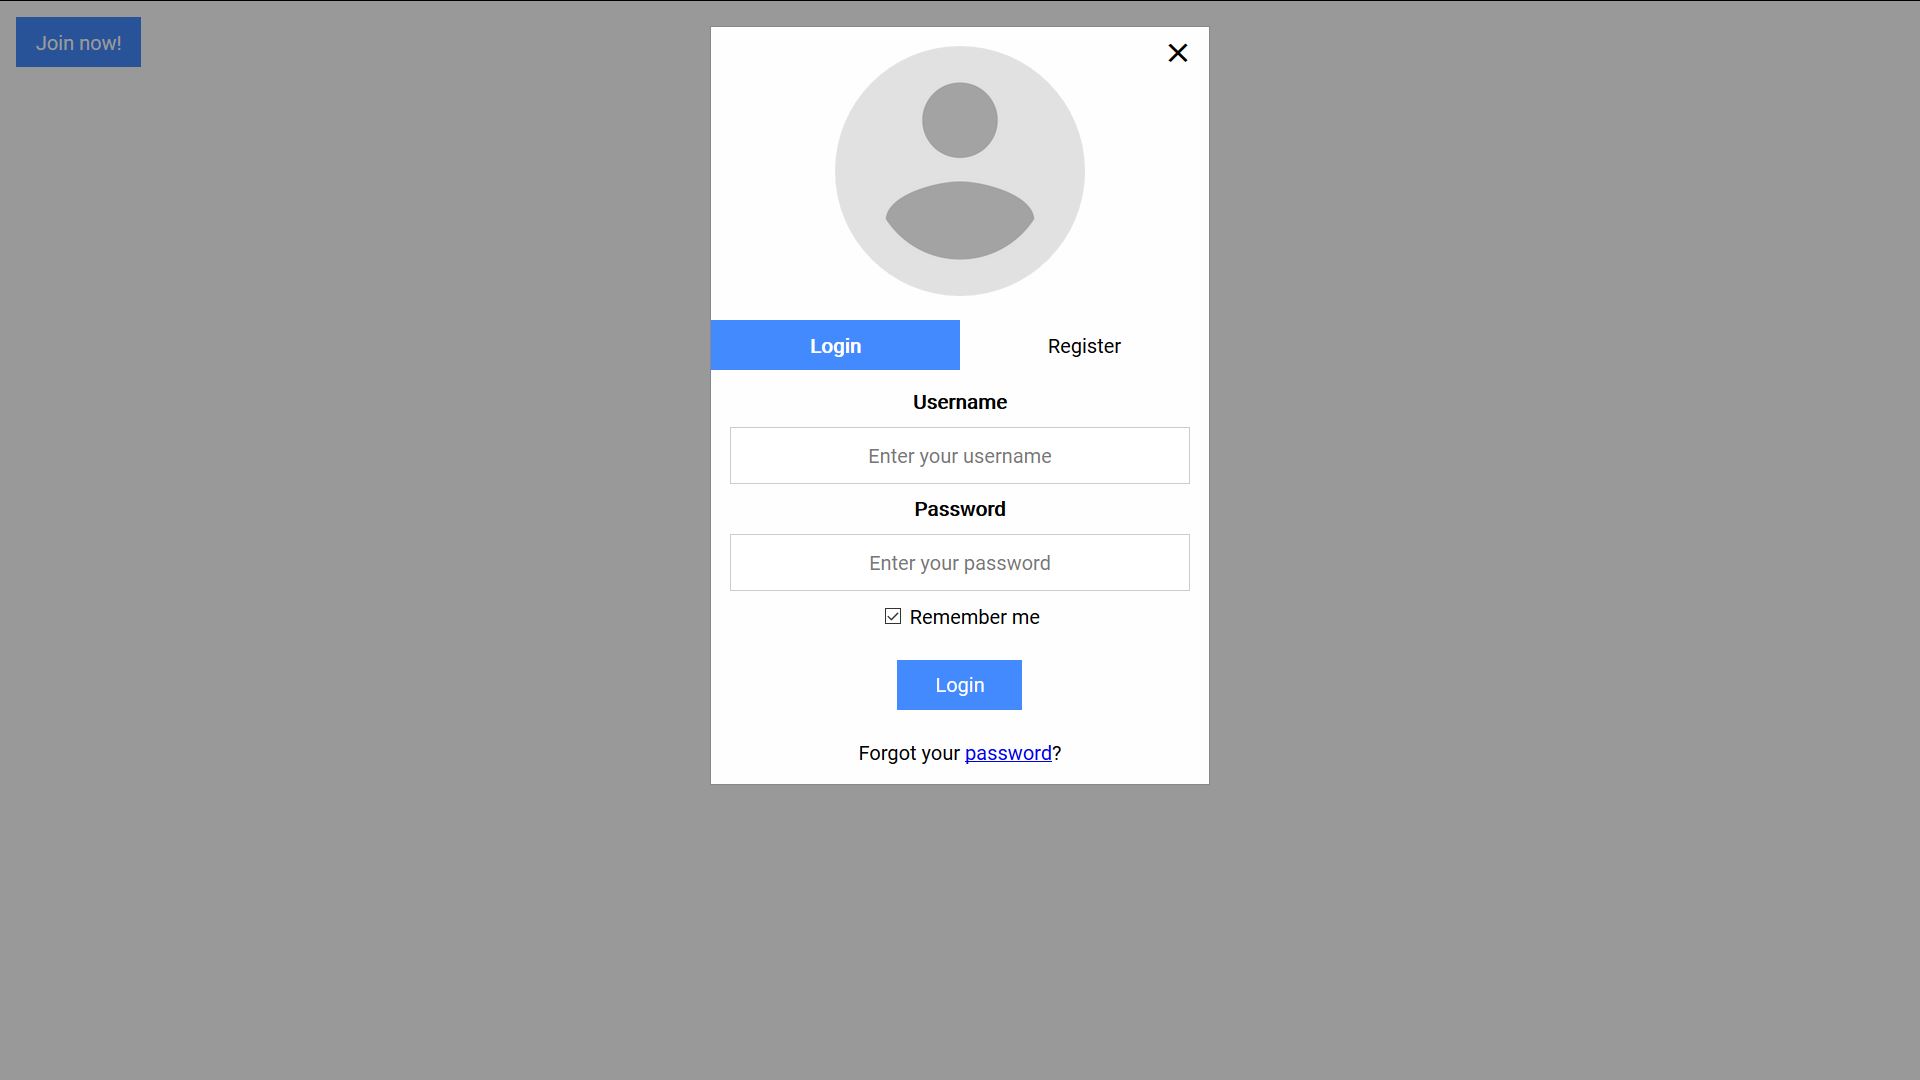 Join now!
Login
Register
Username
Enter your username
Password
Enter your password
Remember me
Login
Forgot your password?